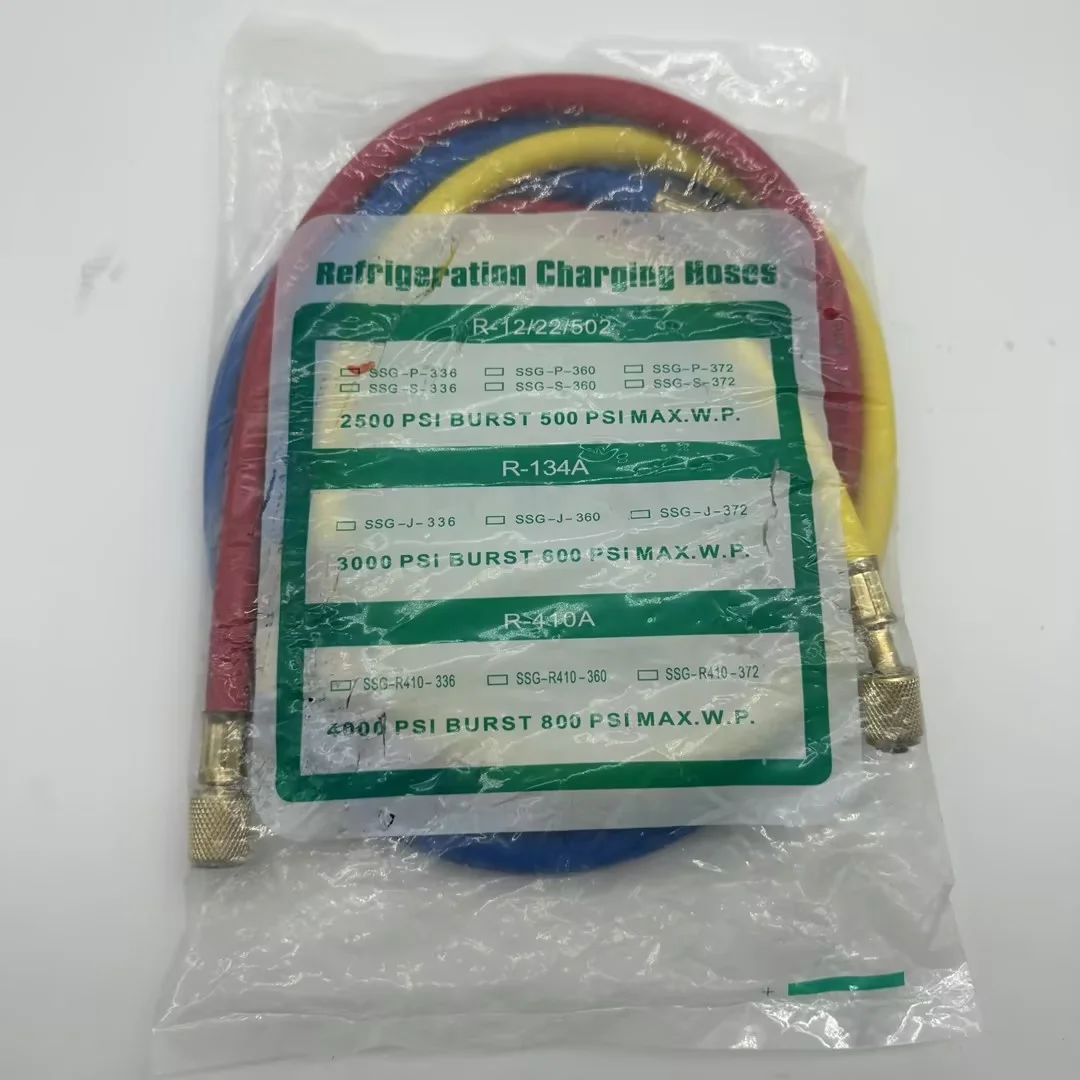 Refrigeration Charging Hoses
R-12/22/502
SSG-P-336 SSG-P-360 SSG-P-372
SSG-S-336 SSG-S-360 SSG-S-372
2500 PSI BURST 500 PSI MAX.W.P.
R-134A
SSG-J-336 SSG-J-360 SSG-J-372
3000 PSI BURST 600 PSI MAX.W.P.
R-410A
SSG-R410-336 SSG-R410-360 SSG-R410-372
4000 PSI BURST 800 PSI MAX.W.P.